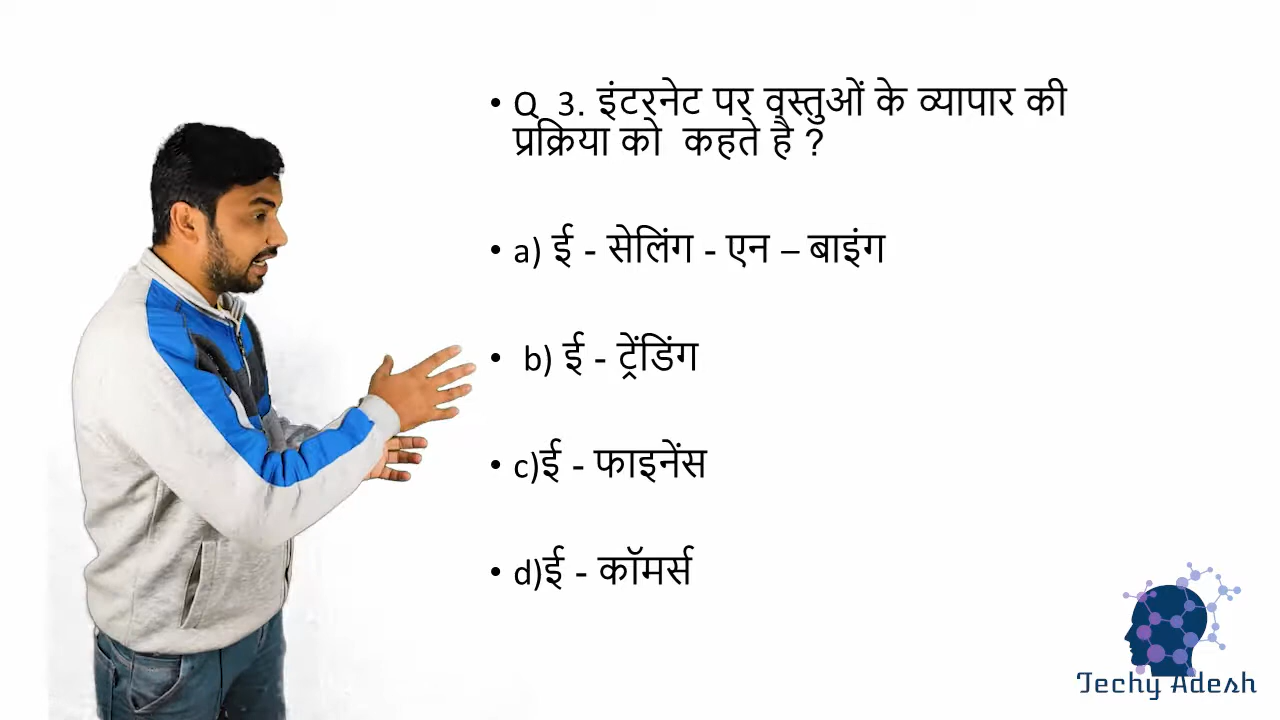 • Q 3. इंटरनेट पर वस्तुओं के व्यापार की
प्रक्रिया को कहते है ?
• a) ई - सेलिंग - एन – बाइंग
• b) ई - ट्रेंडिंग
• c)ई - फाइनेंस
• d)ई - कॉमर्स
Techy Adesh